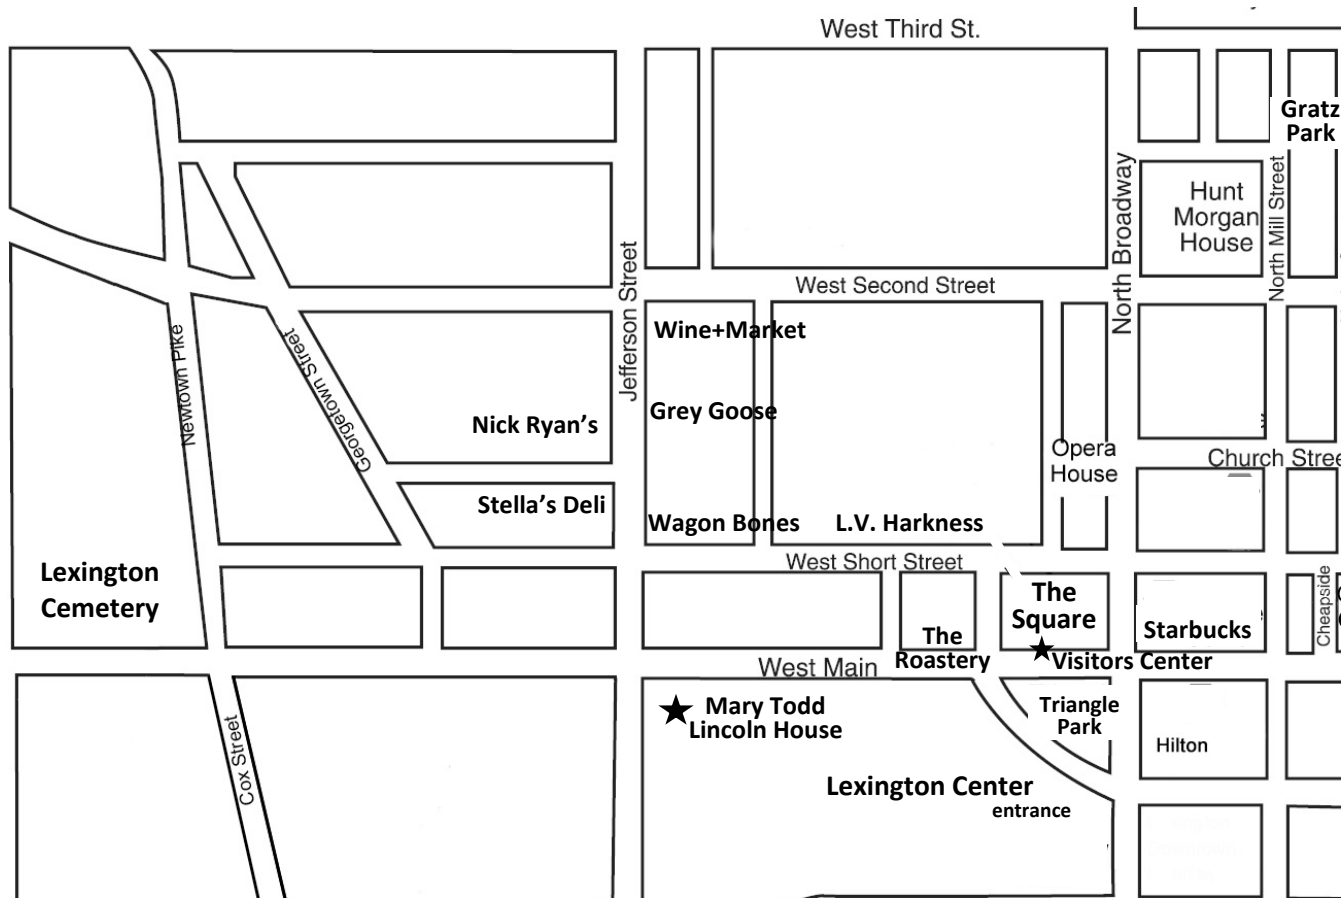 West Third St.
Gratz
Park
North Broadway
Hunt
Morgan
House
North Mill Street
Jefferson Street
West Second Street
Wine+Market
Newtown Pike
Georgetown Street
Grey Goose
Nick Ryan’s
Opera
House
Church Stree
Stella’s Deli
Wagon Bones
L.V. Harkness
West Short Street
Lexington
Cemetery
The
Square
Cheapside
Starbucks
The
Roastery
Visitors Center
West Main
Mary Todd
Lincoln House
Triangle
Park
Cox Street
Hilton
Lexington Center
entrance